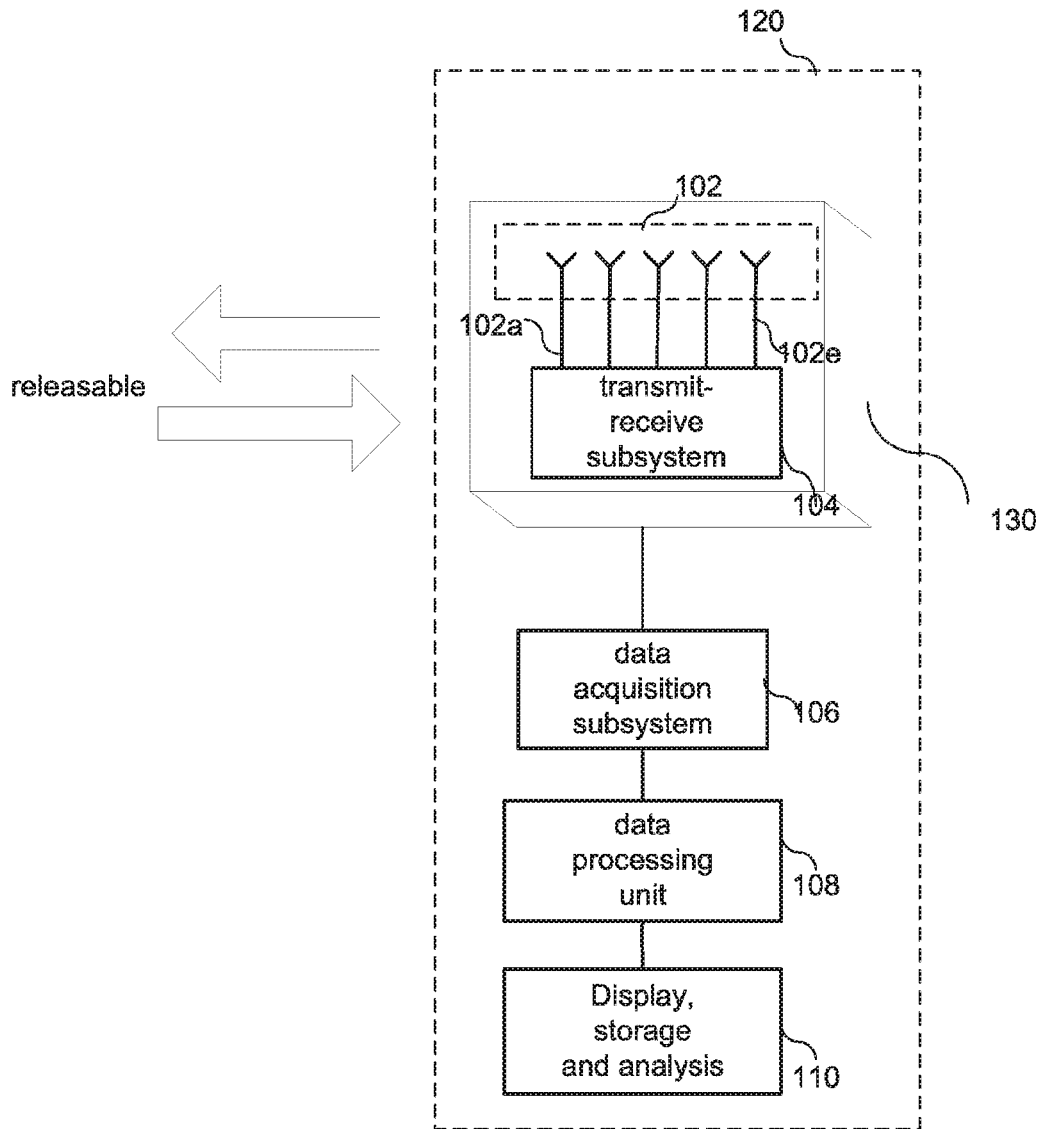 120
102
102a
102e
releasable
transmit-
receive
subsystem
104
130
data
acquisition
subsystem
106
data
processing
unit
108
Display,
storage
and analysis
110